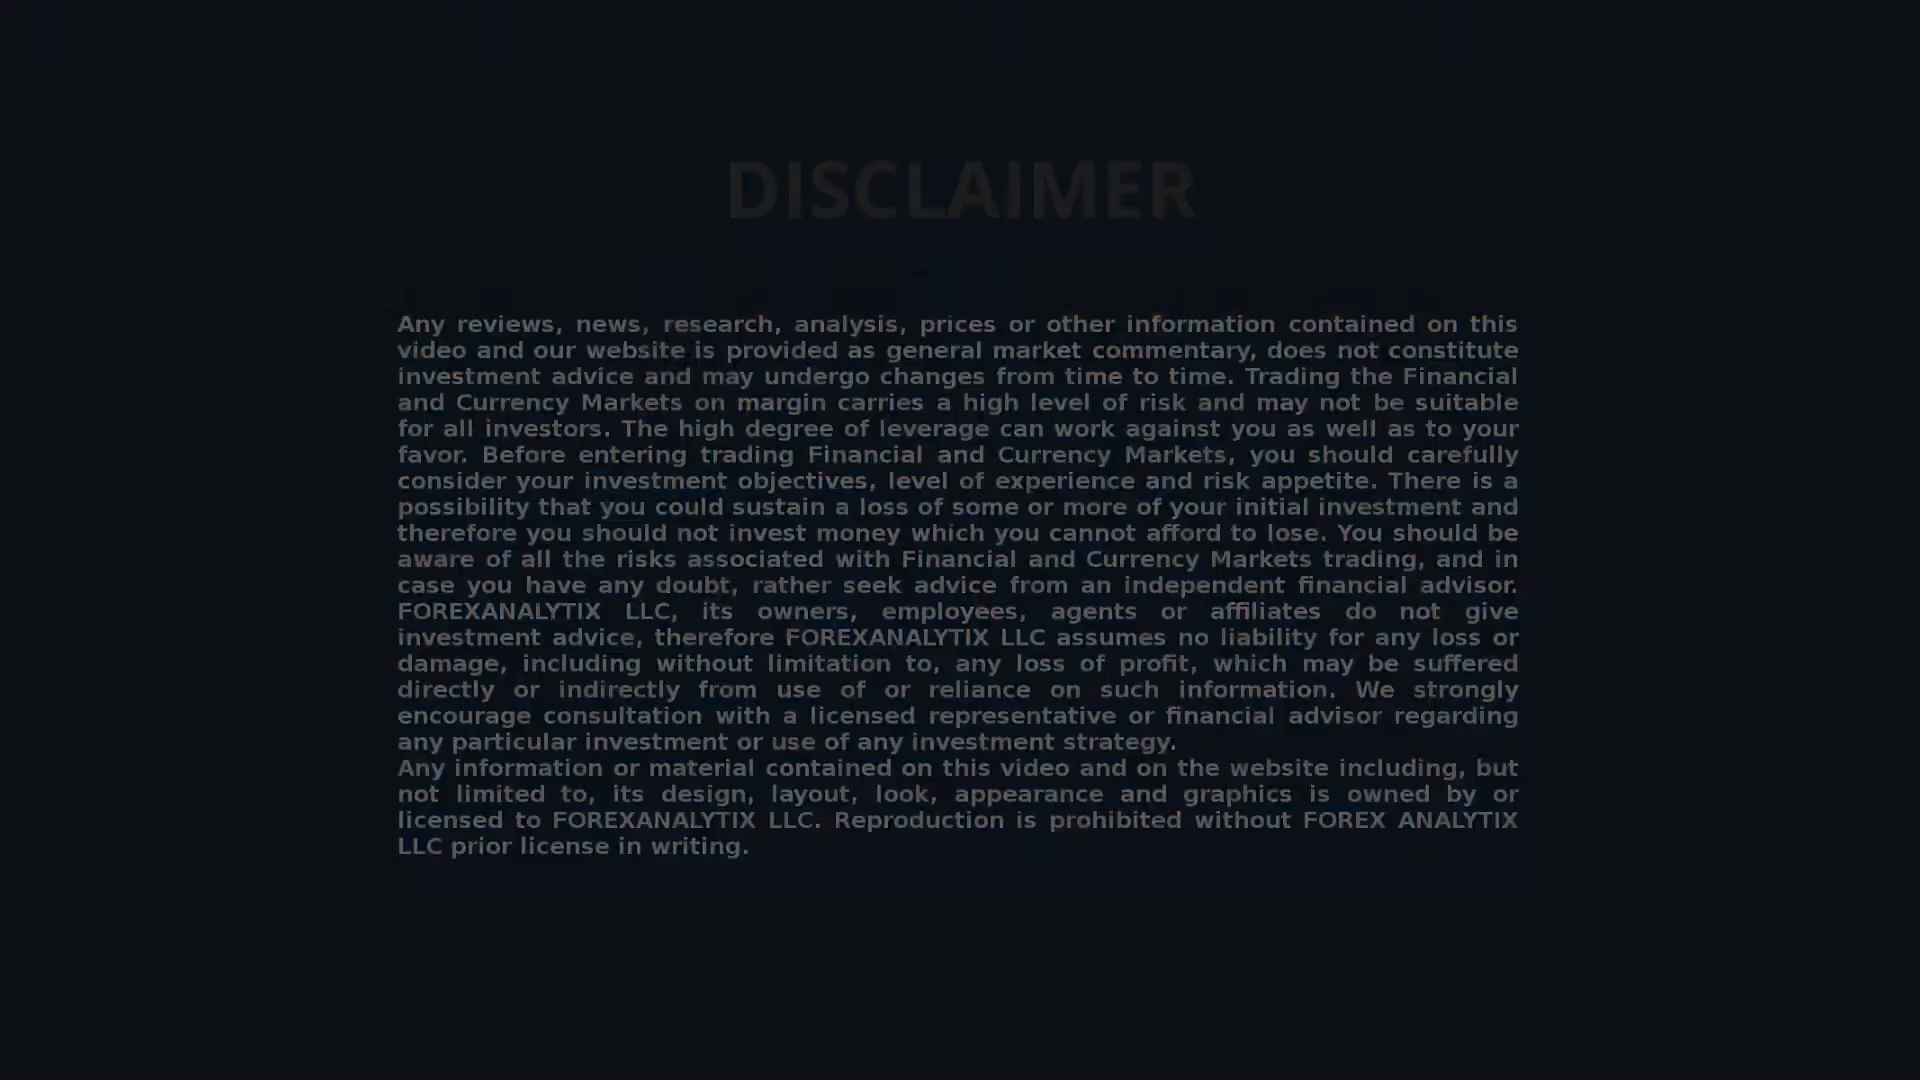 DISCLAIMER
Any reviews, news, research, analysis, prices or other information contained on this
video and our website is provided as general market commentary, does not constitute
investment advice and may undergo changes from time to time. Trading the Financial
and Currency Markets on margin carries a high level of risk and may not be suitable
for all investors. The high degree of leverage can work against you as well as to your
favor. Before entering trading Financial and Currency Markets, you should carefully
consider your investment objectives, level of experience and risk appetite. There is a
possibility that you could sustain a loss of some or more of your initial investment and
therefore you should not invest money which you cannot afford to lose. You should be
aware of all the risks associated with Financial and Currency Markets trading, and in
case you have any doubt, rather seek advice from an independent financial advisor.
FOREXANALYTIX LLC, its owners, employees, agents or affiliates do not give
investment advice, therefore FOREXANALYTIX LLC assumes no liability for any loss or
damage, including without limitation to, any loss of profit, which may be suffered
directly or indirectly from use of or reliance on such information. We strongly
encourage consultation with a licensed representative or financial advisor regarding
any particular investment or use of any investment strategy.
Any information or material contained on this video and on the website including, but
not limited to, its design, layout, look, appearance and graphics is owned by or
licensed to FOREXANALYTIX LLC. Reproduction is prohibited without FOREX ANALYTIX
LLC prior license in writing.